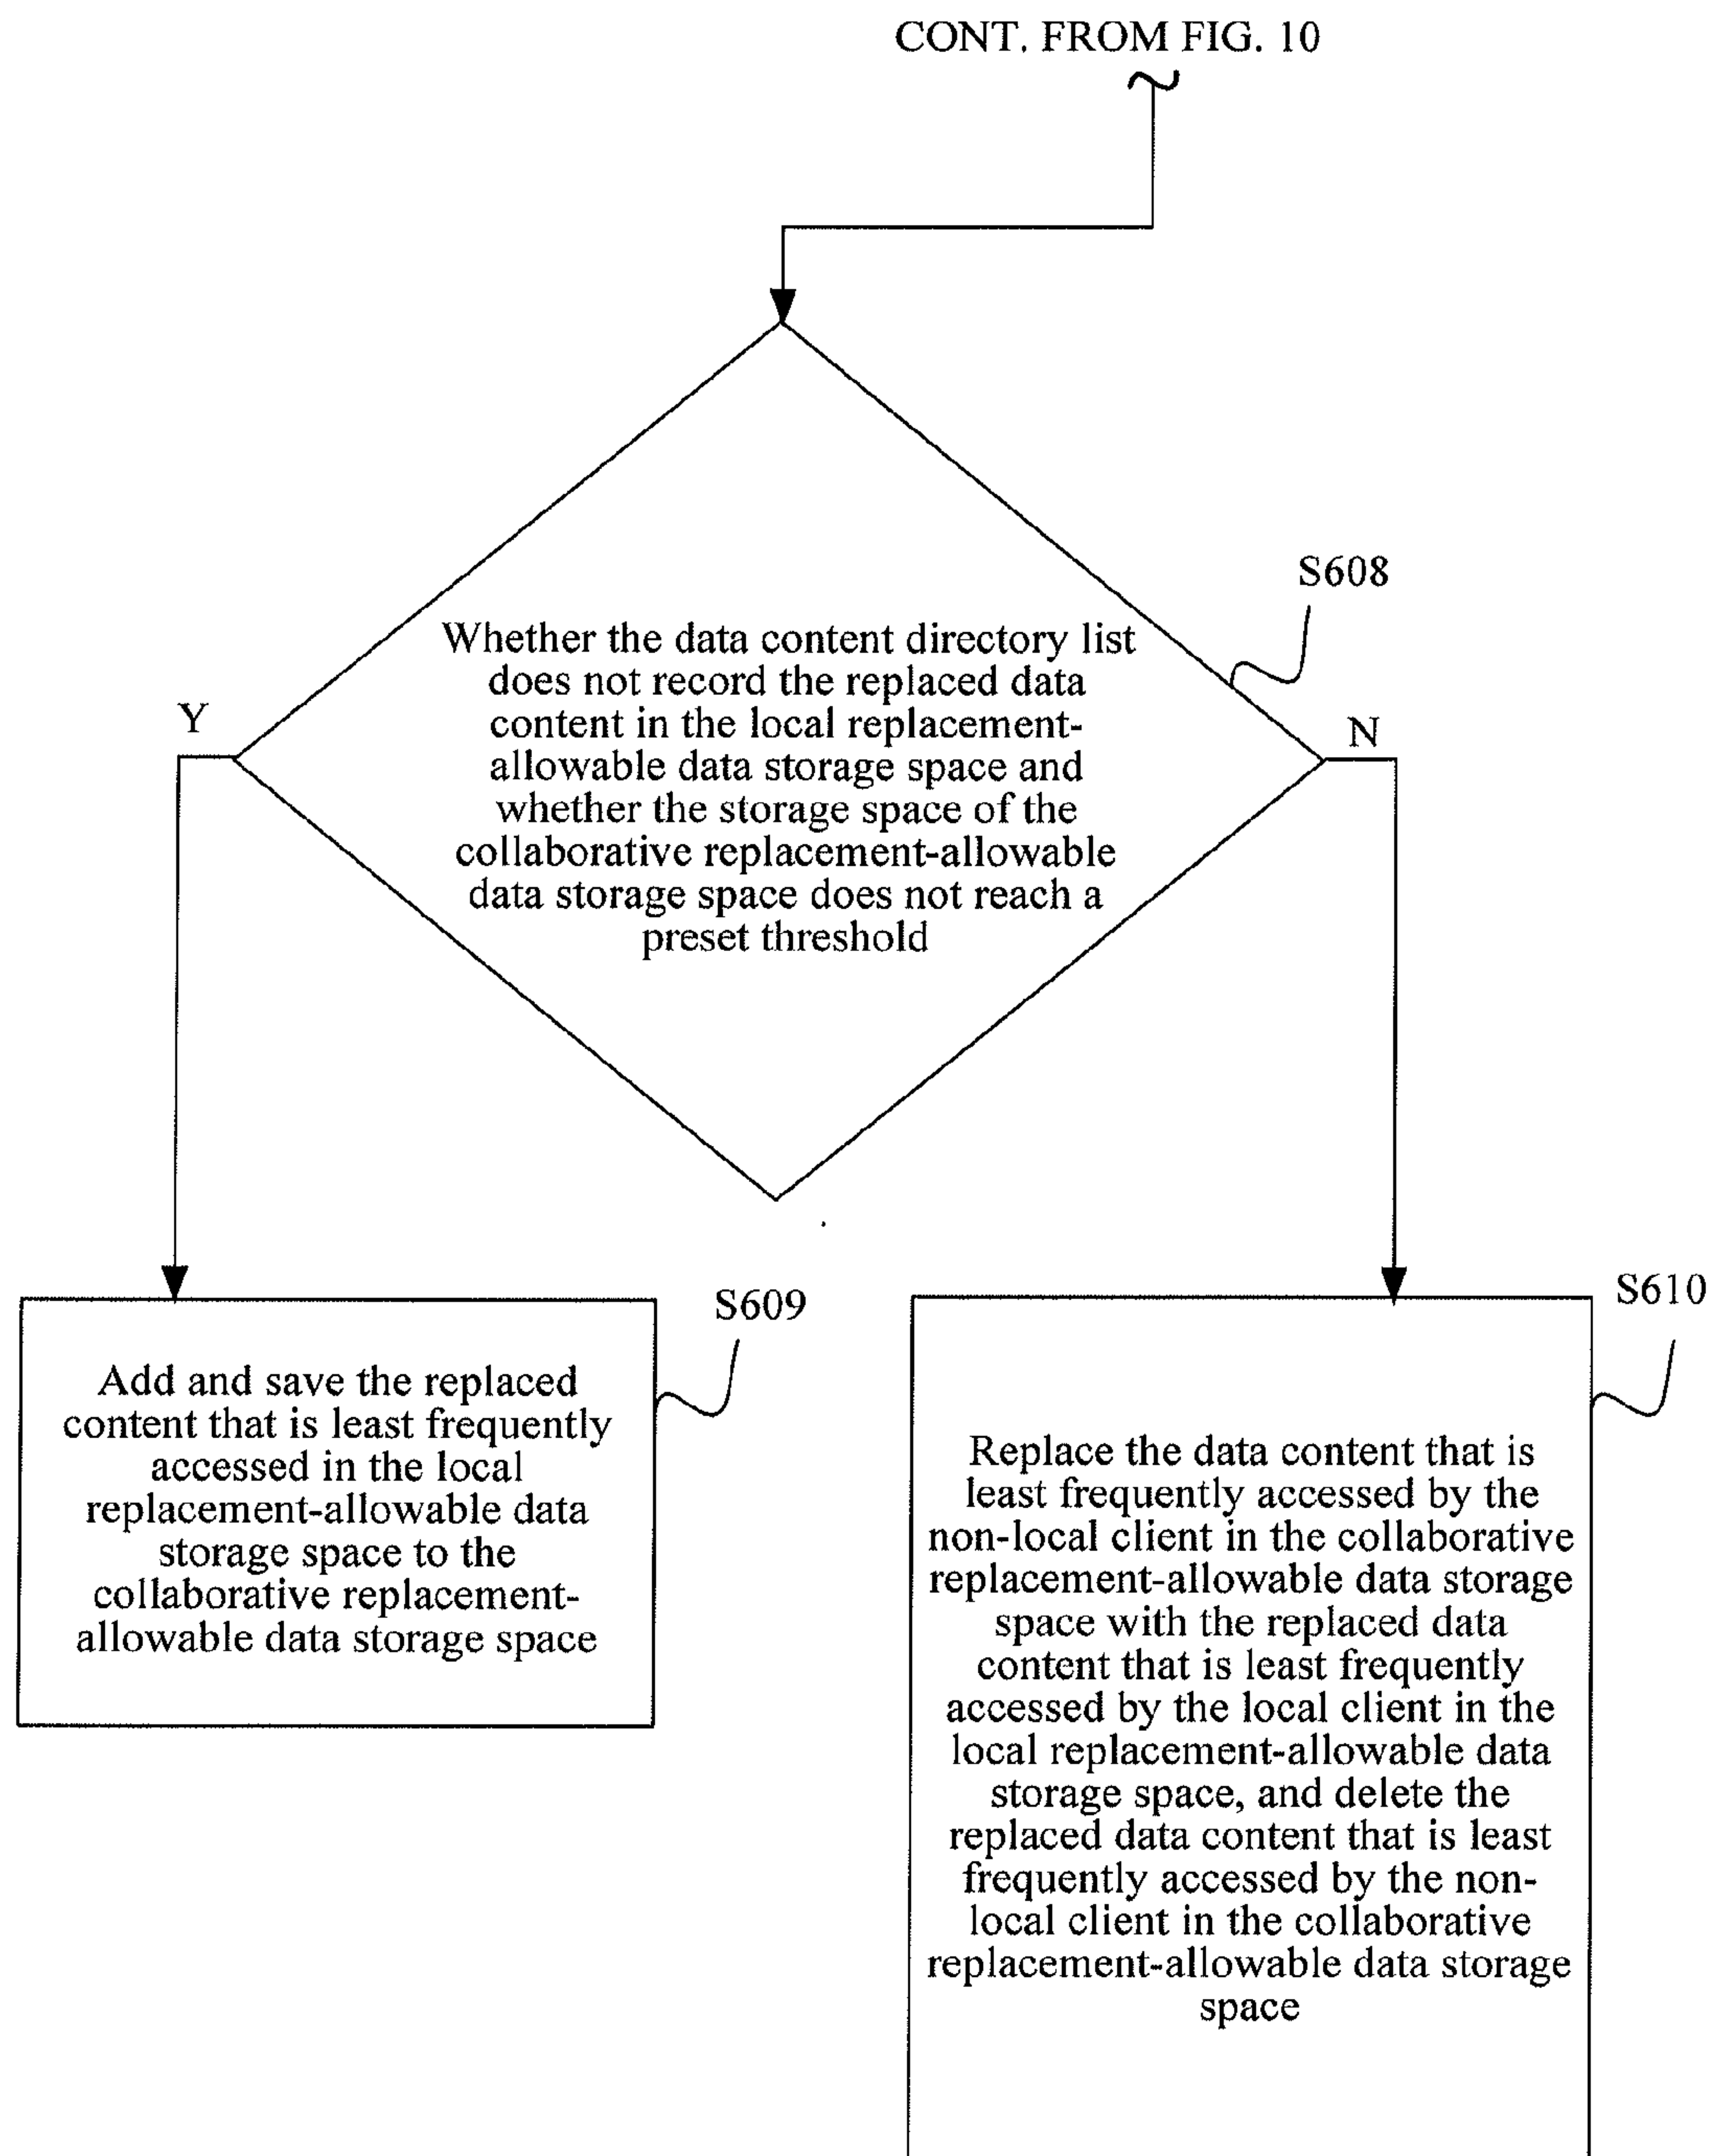 CONT. FROM FIG. 10
S608
Whether the data content directory list
does not record the replaced data
content in the local replacement-
allowable data storage space and
whether the storage space of the
collaborative replacement-allowable
data storage space does not reach a
preset threshold
Y
N
S609
Add and save the replaced
content that is least frequently
accessed in the local
replacement-allowable data
storage space to the
collaborative replacement-
allowable data storage space
S610
Replace the data content that is
least frequently accessed by the
non-local client in the collaborative
replacement-allowable data storage
space with the replaced data
content that is least frequently
accessed by the local client in the
local replacement-allowable data
storage space, and delete the
replaced data content that is least
frequently accessed by the non-
local client in the collaborative
replacement-allowable data storage
space